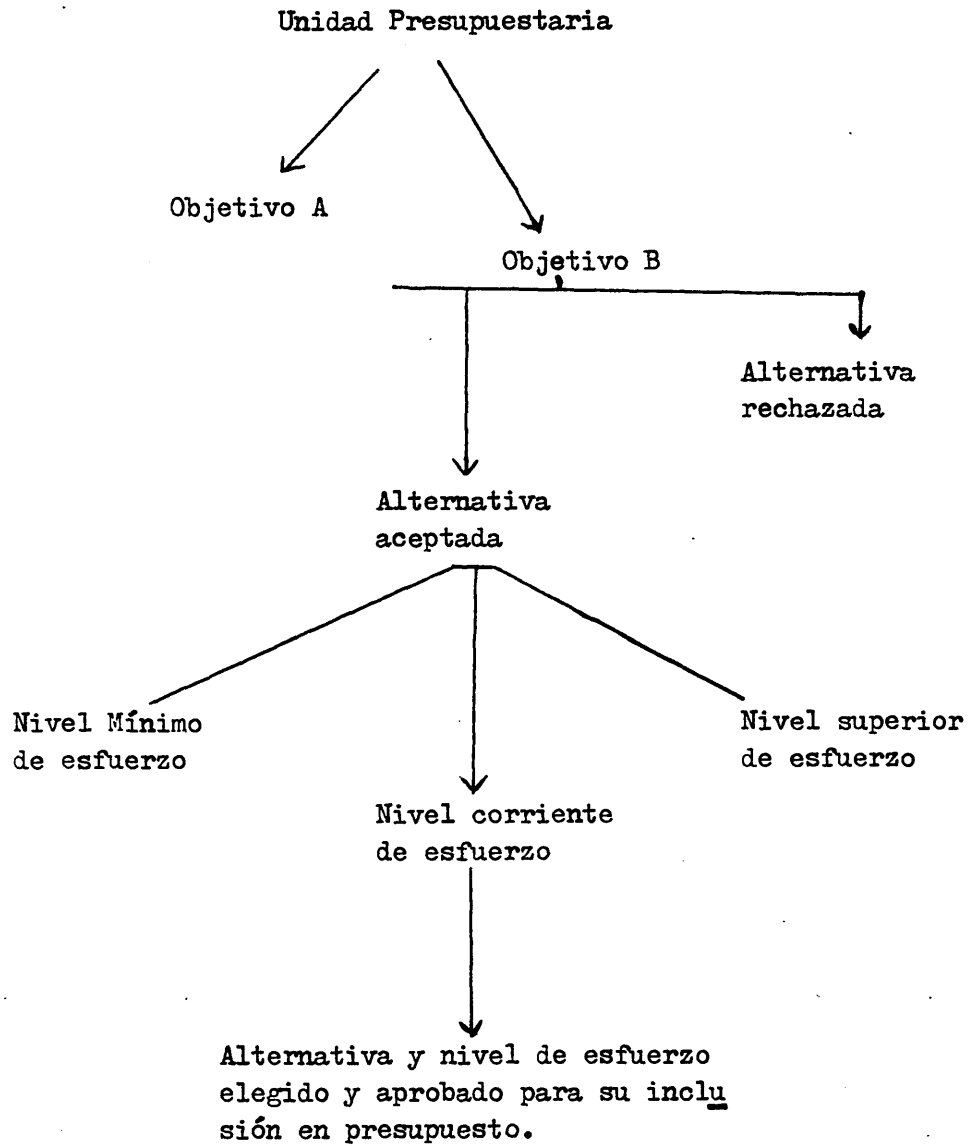 Unidad Presupuestaria
Objetivo A
Objetivo B
Alternativa
rechazada
Alternativa
aceptada
Nivel Mínimo
de esfuerzo
Nivel superior
de esfuerzo
Nivel corriente
de esfuerzo
Alternativa y nivel de esfuerzo
elegido y aprobado para su inclu
sión en presupuesto.